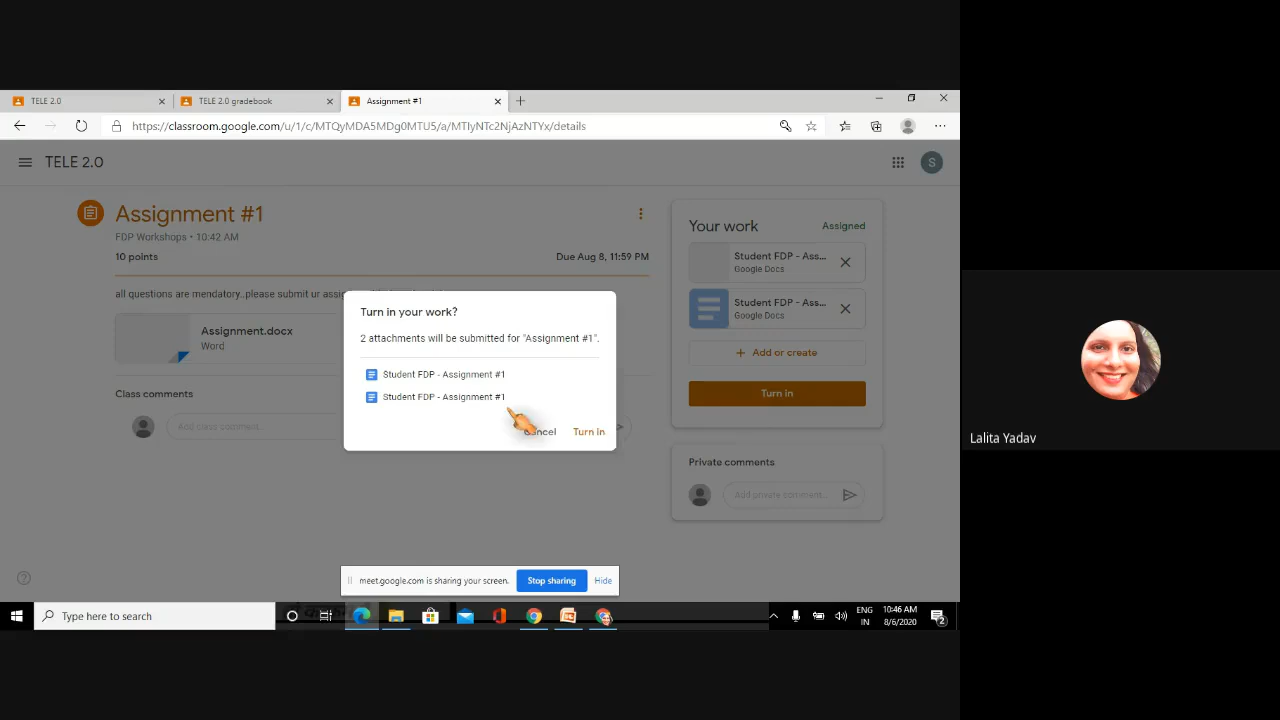 TELE 2.0
TELE 2.0 gradebook
Assignment #1
https://classroom.google.com/u/1/c/MTQyMDA5MDg0MTU5/a/MTIyNTc2NjAzNTYx/details
TELE 2.0
S
Assignment #1
FDP Workshops • 10:42 AM
10 points
Due Aug 8, 11:59 PM
all questions are mandatory..please submit ur
Assignment.docx
Word
Class comments
Add class comment...
Your work
Assigned
Student FDP - Ass...
Google Docs
Student FDP - Ass...
Google Docs
+ Add or create
Turn in
Private comments
Add private comment...
Turn in your work?
2 attachments will be submitted for "Assignment #1".
Student FDP - Assignment #1
Student FDP - Assignment #1
Cancel
Turn in
meet.google.com is sharing your screen.
Stop sharing
Hide
Type here to search
ENG
IN
10:46 AM
8/6/2020
2
Lalita Yadav